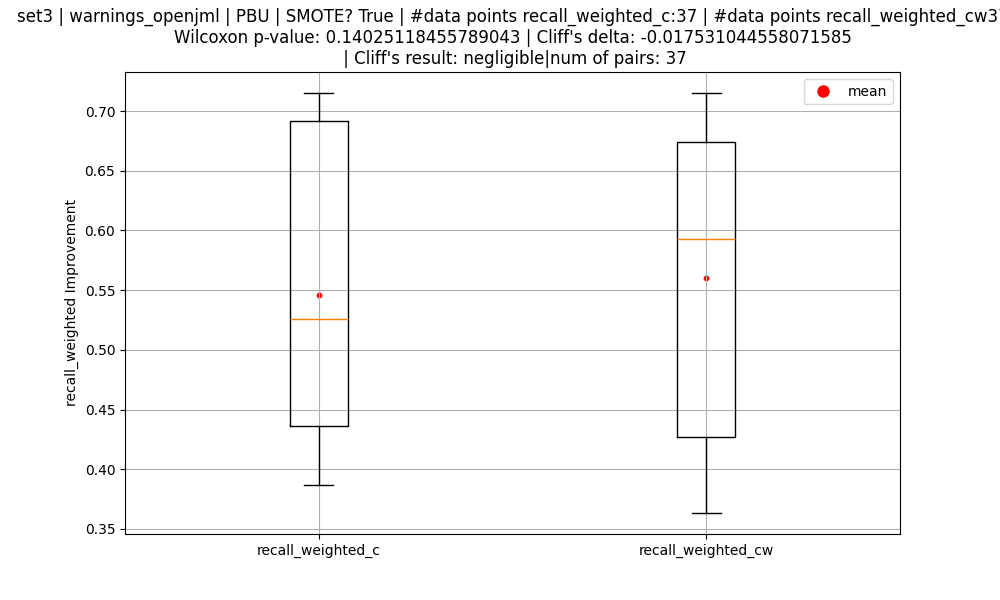 set3 | warnings_openjml | PBU | SMOTE? True | #data points recall_weighted_c:37 | #data points recall_weighted_cw3
Wilcoxon p-value: 0.14025118455789043 | Cliff's delta: -0.017531044558071585
| Cliff's result: negligible|num of pairs: 37
mean
0.70
0.65
0.60
0.55
0.50
0.45
0.40
0.35
recall_weighted Improvement
recall_weighted_c
recall_weighted_cw